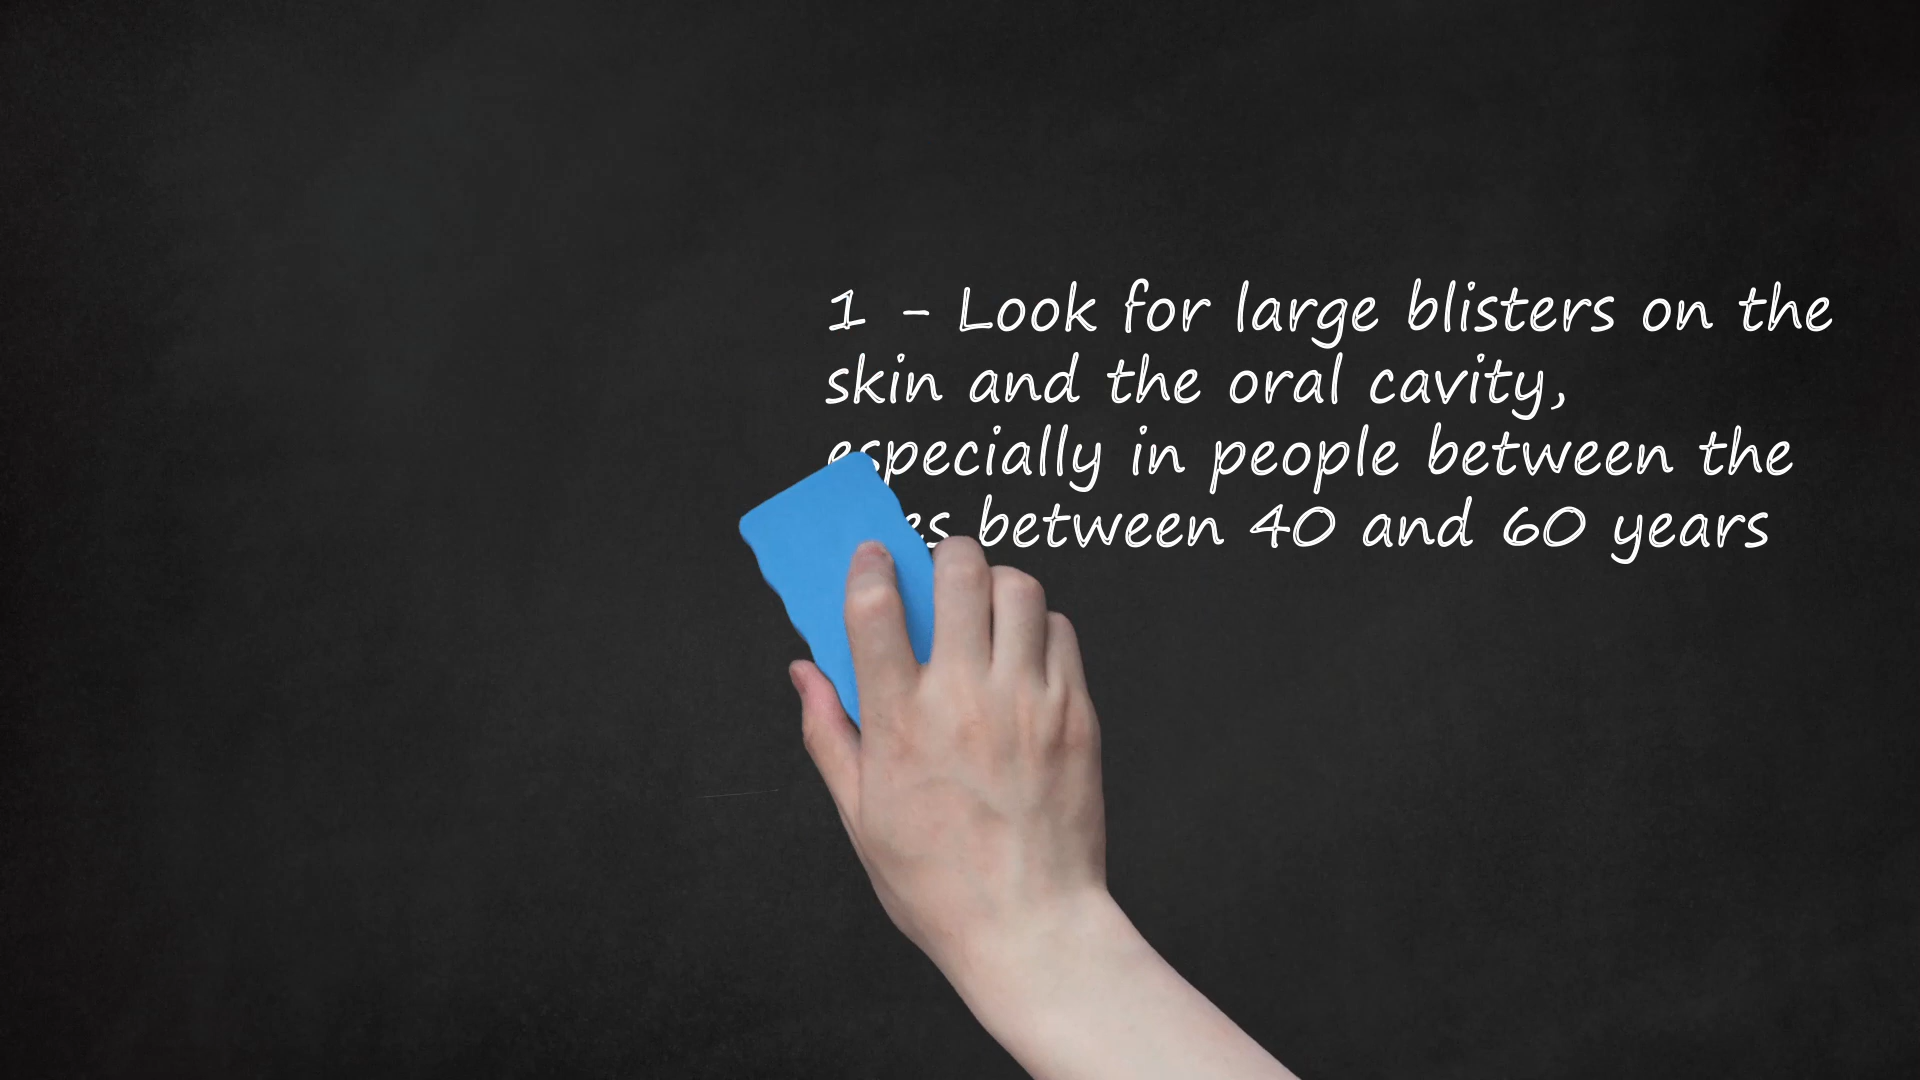 1 - Look for large blisters on the
skin and the oral cavity,
especially in people between the
between 40 and 60 years